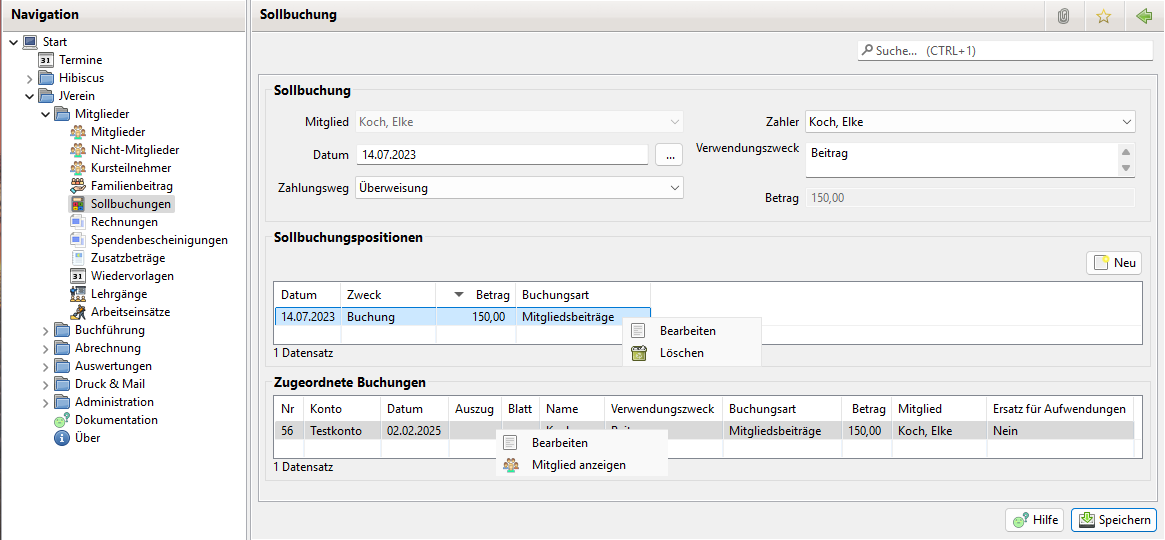 Navigation
Start
31 Termine
Hibiscus
JVerein
Mitglieder
Mitglieder
Nicht-Mitglieder
Kursteilnehmer
Familienbeitrag
Sollbuchungen
Rechnungen
Spendenbescheinigungen
Zusatzbeträge
31 Wiedervorlagen
Lehrgänge
Arbeitseinsätze
Buchführung
Abrechnung
Auswertungen
Druck & Mail
Administration
Dokumentation
Über
Sollbuchung
Suche... (CTRL+1)
Sollbuchung
Mitglied Koch, Elke
Datum 14.07.2023 ...
Zahlungsweg Überweisung
Zahler Koch, Elke
Verwendungszweck Beitrag
Betrag 150,00
Sollbuchungspositionen
Neu
Datum Zweck Betrag Buchungsart
14.07.2023 Buchung 150,00 Mitgliedsbeiträge
Bearbeiten
Löschen
1 Datensatz
Zugeordnete Buchungen
Nr Konto Datum Auszug Blatt Name Verwendungszweck Buchungsart Betrag Mitglied Ersatz für Aufwendungen
56 Testkonto 02.02.2025 Mitgliedsbeiträge 150,00 Koch, Elke Nein
Bearbeiten
Mitglied anzeigen
1 Datensatz
Hilfe
Speichern